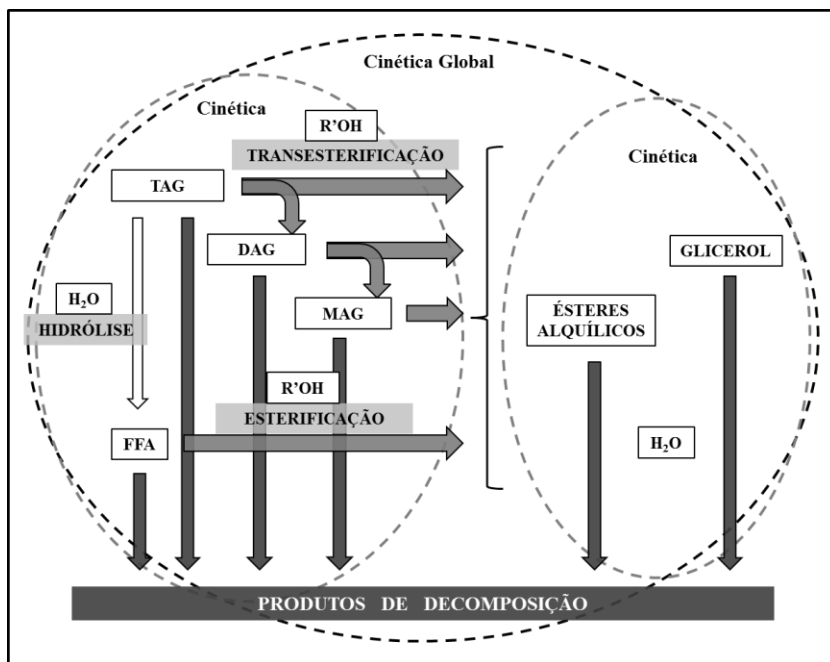 Cinética Global
Cinética
R’OH
TRANSESTERIFICAÇÃO
Cinética
TAG
DAG
GLICEROL
H₂O
HIDRÓLISE
MAG
ÉSTERES
ALQUÍLICOS
R’OH
ESTERIFICAÇÃO
FFA
H₂O
PRODUTOS DE DECOMPOSIÇÃO